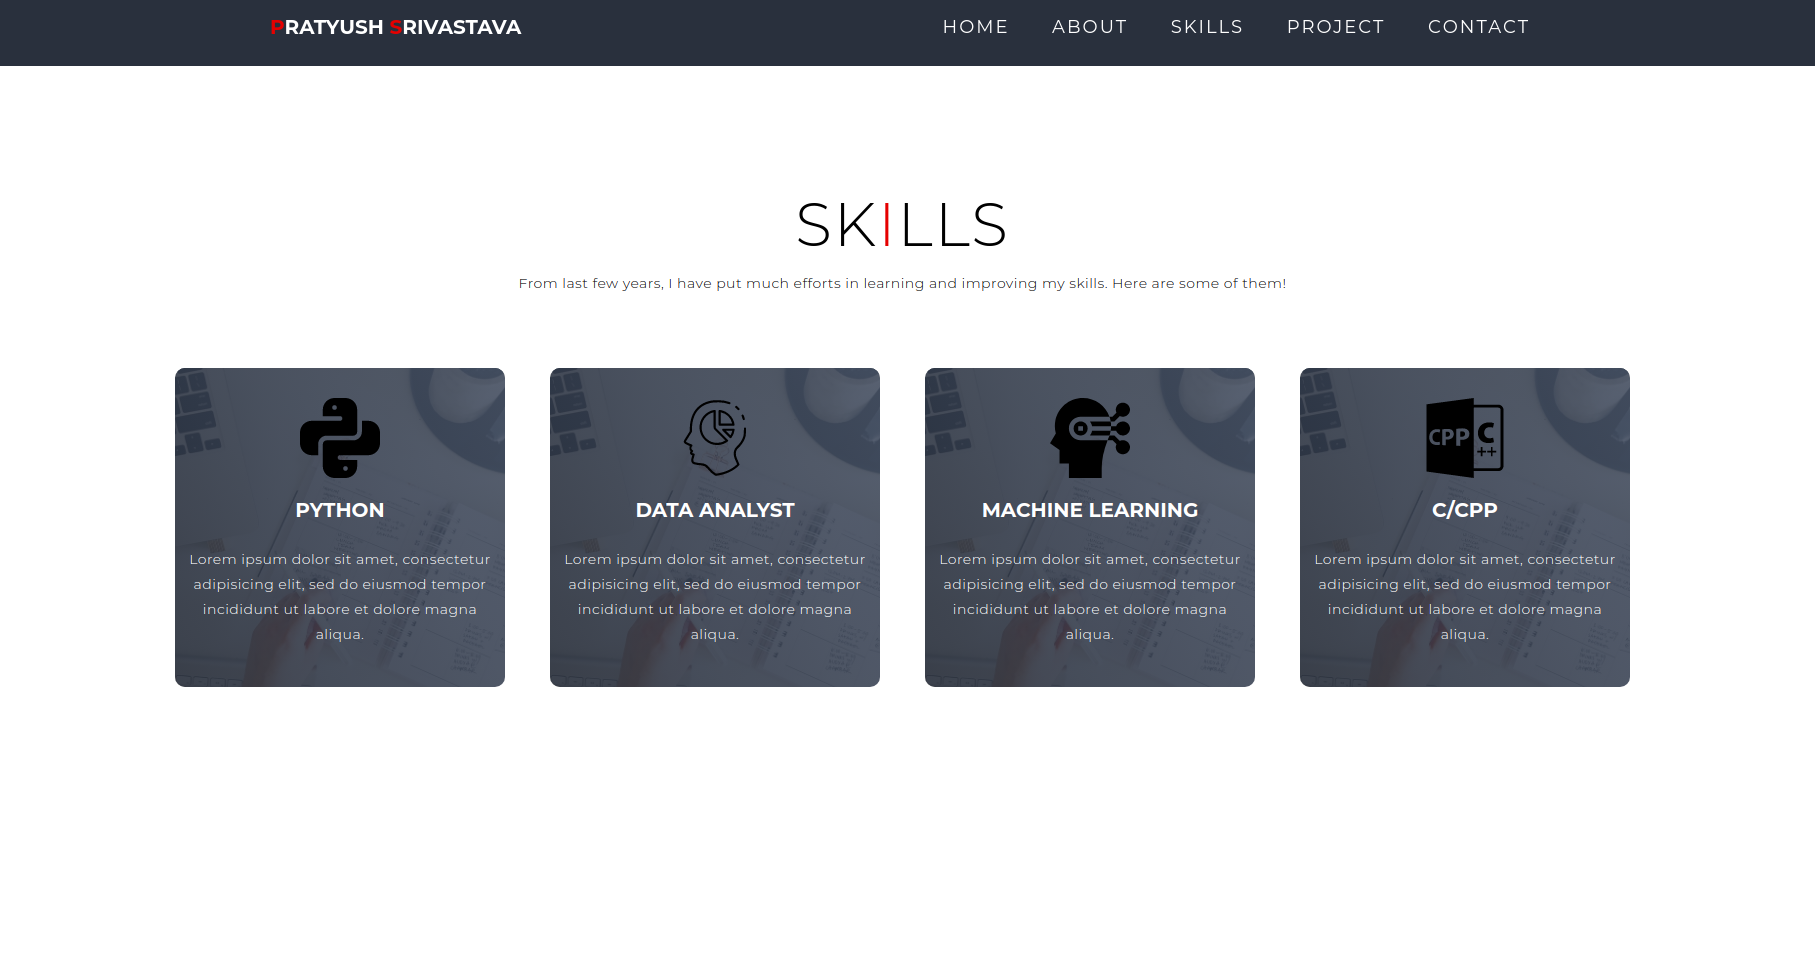 PRATYUSH SRIVASTAVA
HOME ABOUT SKILLS PROJECT CONTACT
SKILLS
From last few years, I have put much efforts in learning and improving my skills. Here are some of them!
PYTHON
Lorem ipsum dolor sit amet, consectetur
adipisicing elit, sed do eiusmod tempor
incididunt ut labore et dolore magna
aliqua.
DATA ANALYST
Lorem ipsum dolor sit amet, consectetur
adipisicing elit, sed do eiusmod tempor
incididunt ut labore et dolore magna
aliqua.
MACHINE LEARNING
Lorem ipsum dolor sit amet, consectetur
adipisicing elit, sed do eiusmod tempor
incididunt ut labore et dolore magna
aliqua.
CPP C
++
C/CPP
Lorem ipsum dolor sit amet, consectetur
adipisicing elit, sed do eiusmod tempor
incididunt ut labore et dolore magna
aliqua.